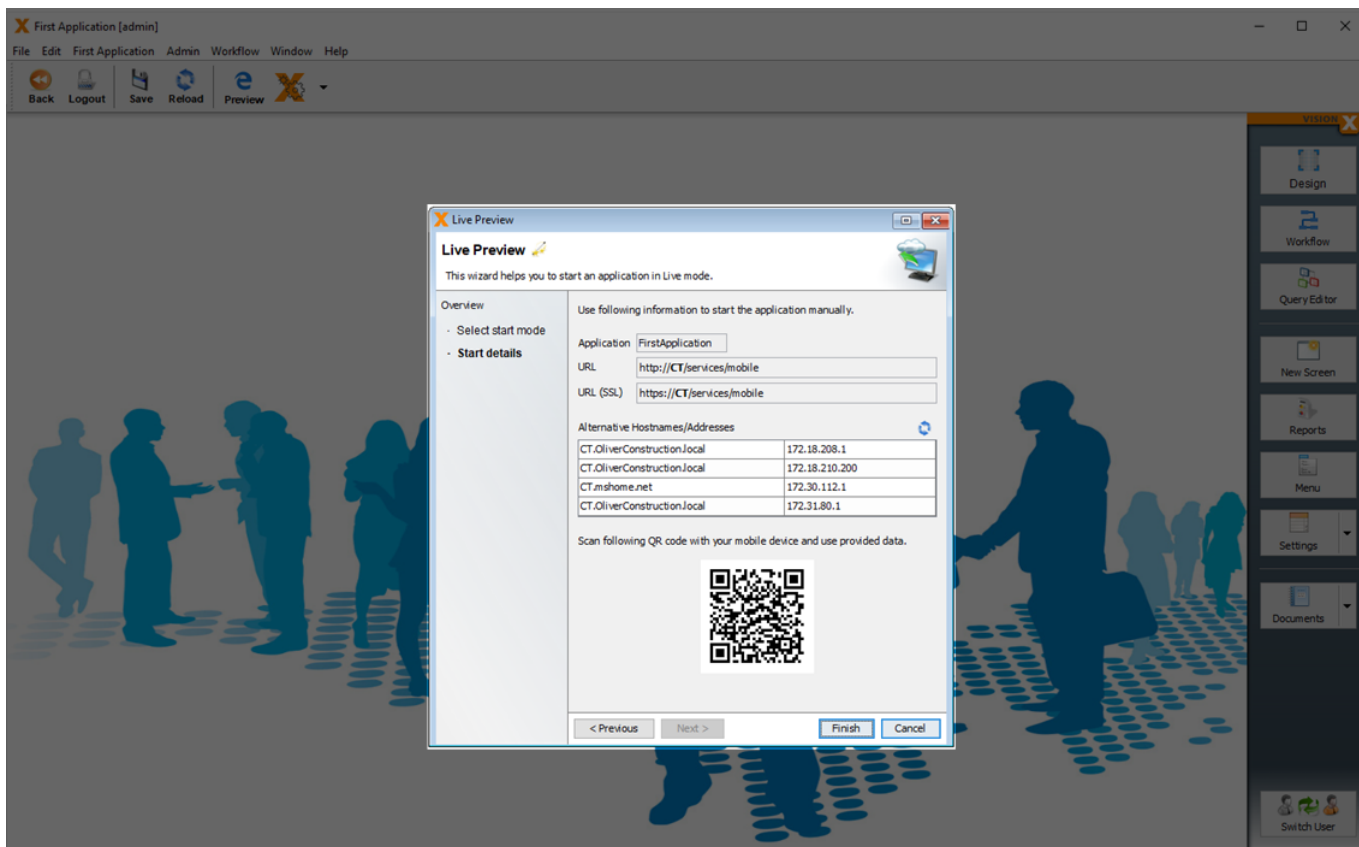 First Application [admin]
File Edit First Application Admin Workflow Window Help
Back Logout Save Reload Preview
VISION X
Design
Workflow
Query Editor
New Screen
Reports
Menu
Settings
Documents
Switch User
Live Preview
Live Preview
This wizard helps you to start an application in Live mode.
Overview
- Select start mode
- Start details
Use following information to start the application manually.
Application FirstApplication
URL http://CT/services/mobile
URL (SSL) https://CT/services/mobile
Alternative Hostnames/Addresses
CT.OliverConstruction.local 172.18.208.1
CT.OliverConstruction.local 172.18.210.200
CT.mshome.net 172.30.112.1
CT.OliverConstruction.local 172.31.80.1
Scan following QR code with your mobile device and use provided data.
< Previous Next > Finish Cancel